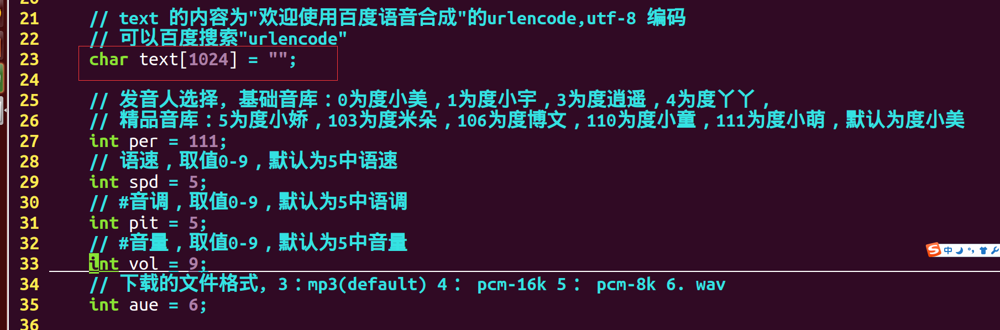 20
21 // text 的内容为"欢迎使用百度语音合成"的urlencode,utf-8 编码
22 // 可以百度搜索"urlencode"
23 char text[1024] = "";
24
25 // 发音人选择, 基础音库：0为度小美，1为度小宇，3为度逍遥，4为度丫丫，
26 // 精品音库：5为度小娇，103为度米朵，106为度博文，110为度小童，111为度小萌，默认为度小美
27 int per = 111;
28 // 语速，取值0-9，默认为5中语速
29 int spd = 5;
30 // #音调，取值0-9，默认为5中语调
31 int pit = 5;
32 // #音量，取值0-9，默认为5中音量
33 int vol = 9;
34 // 下载的文件格式, 3：mp3(default) 4： pcm-16k 5： pcm-8k 6. wav
35 int aue = 6;
36
S 中